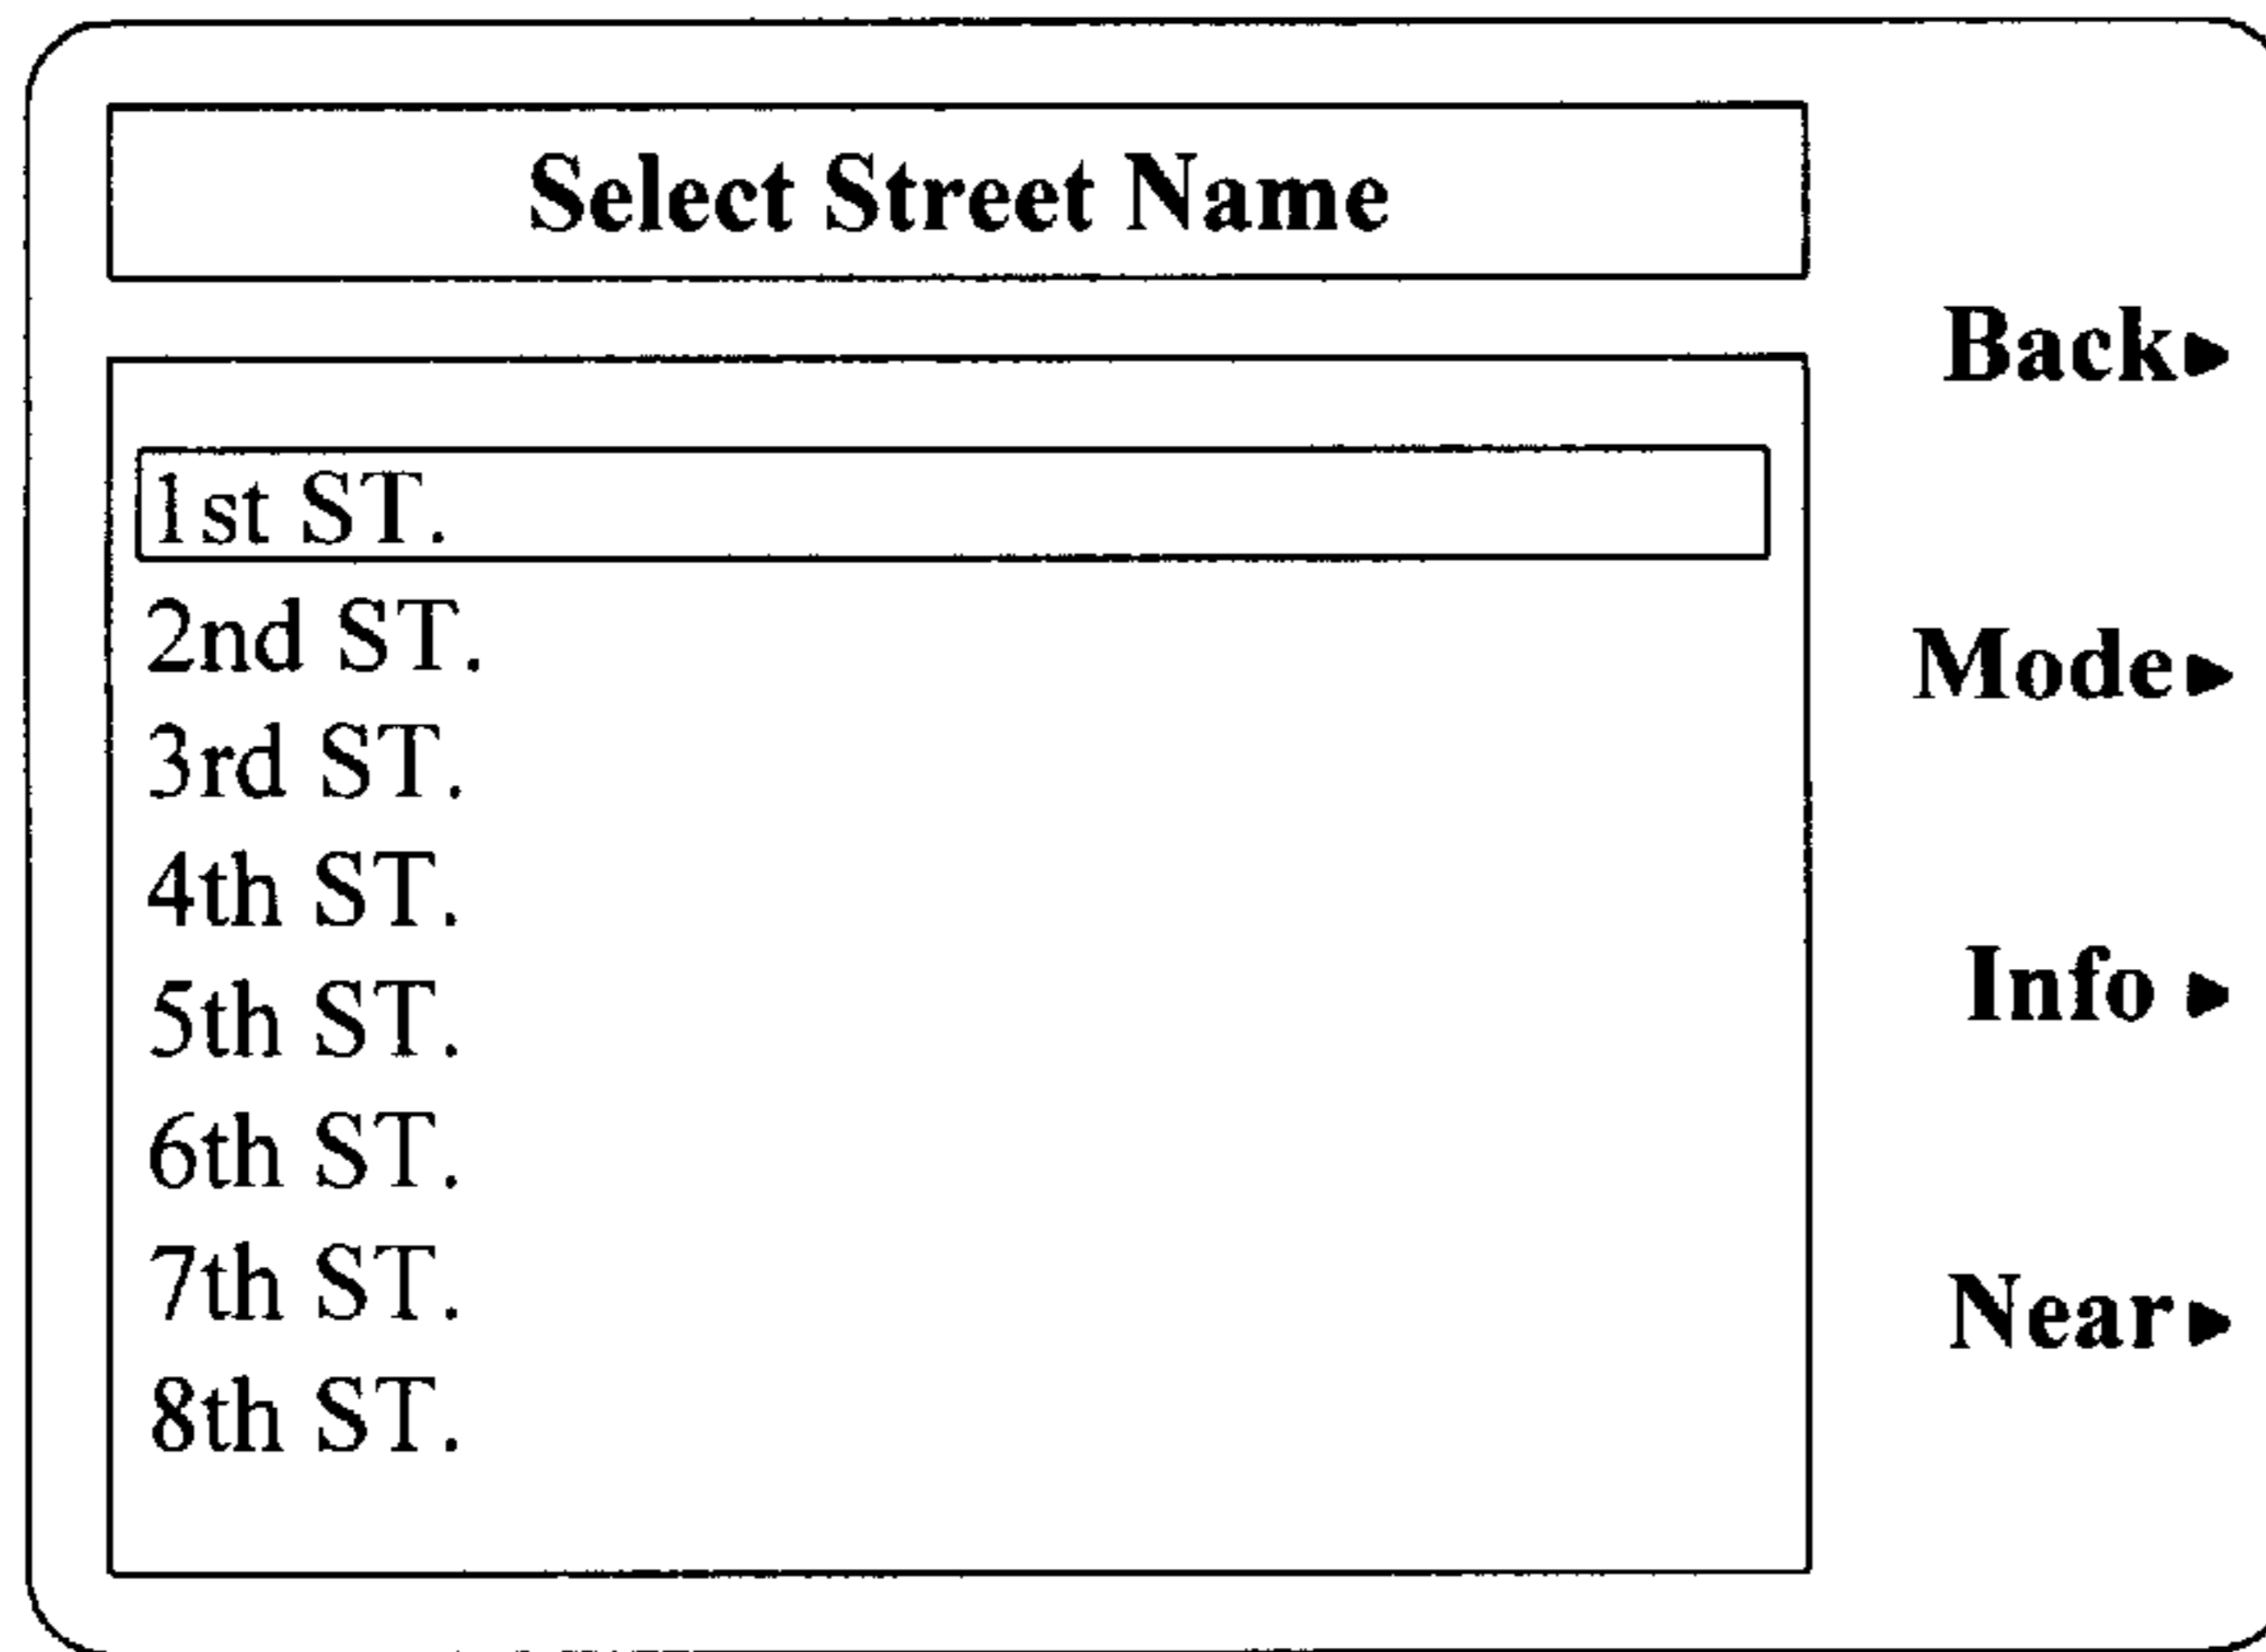 Select Street Name
1st ST.
2nd ST.
3rd ST.
4th ST.
5th ST.
6th ST.
7th ST.
8th ST.
Back
Mode
Info
Near